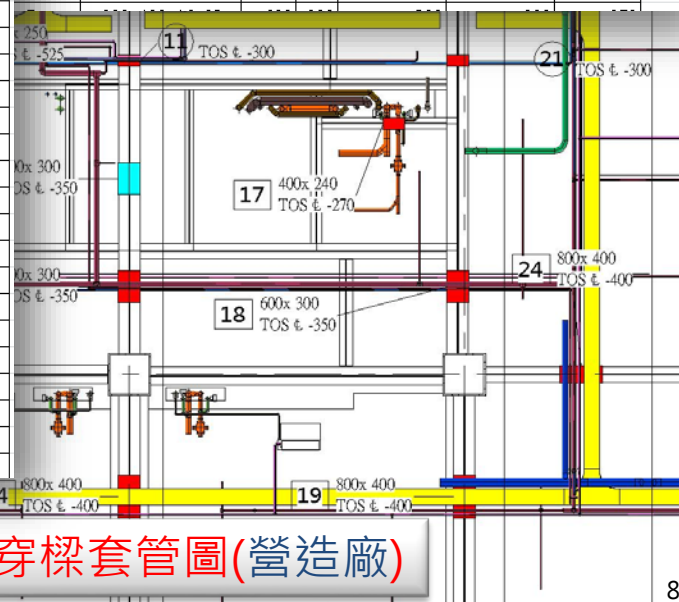 250
-525
11
TOS ℄ -300
21
TOS ℄ -300
0x 300
OS ℄ -350
17
400x 240
TOS ℄ -270
24
800x 400
TOS ℄ -400
0x 300
OS ℄ -350
18
600x 300
TOS ℄ -350
4
800x 400
TOS ℄ -400
19
800x 400
TOS ℄ -400
穿樑套管圖(營造廠)
8